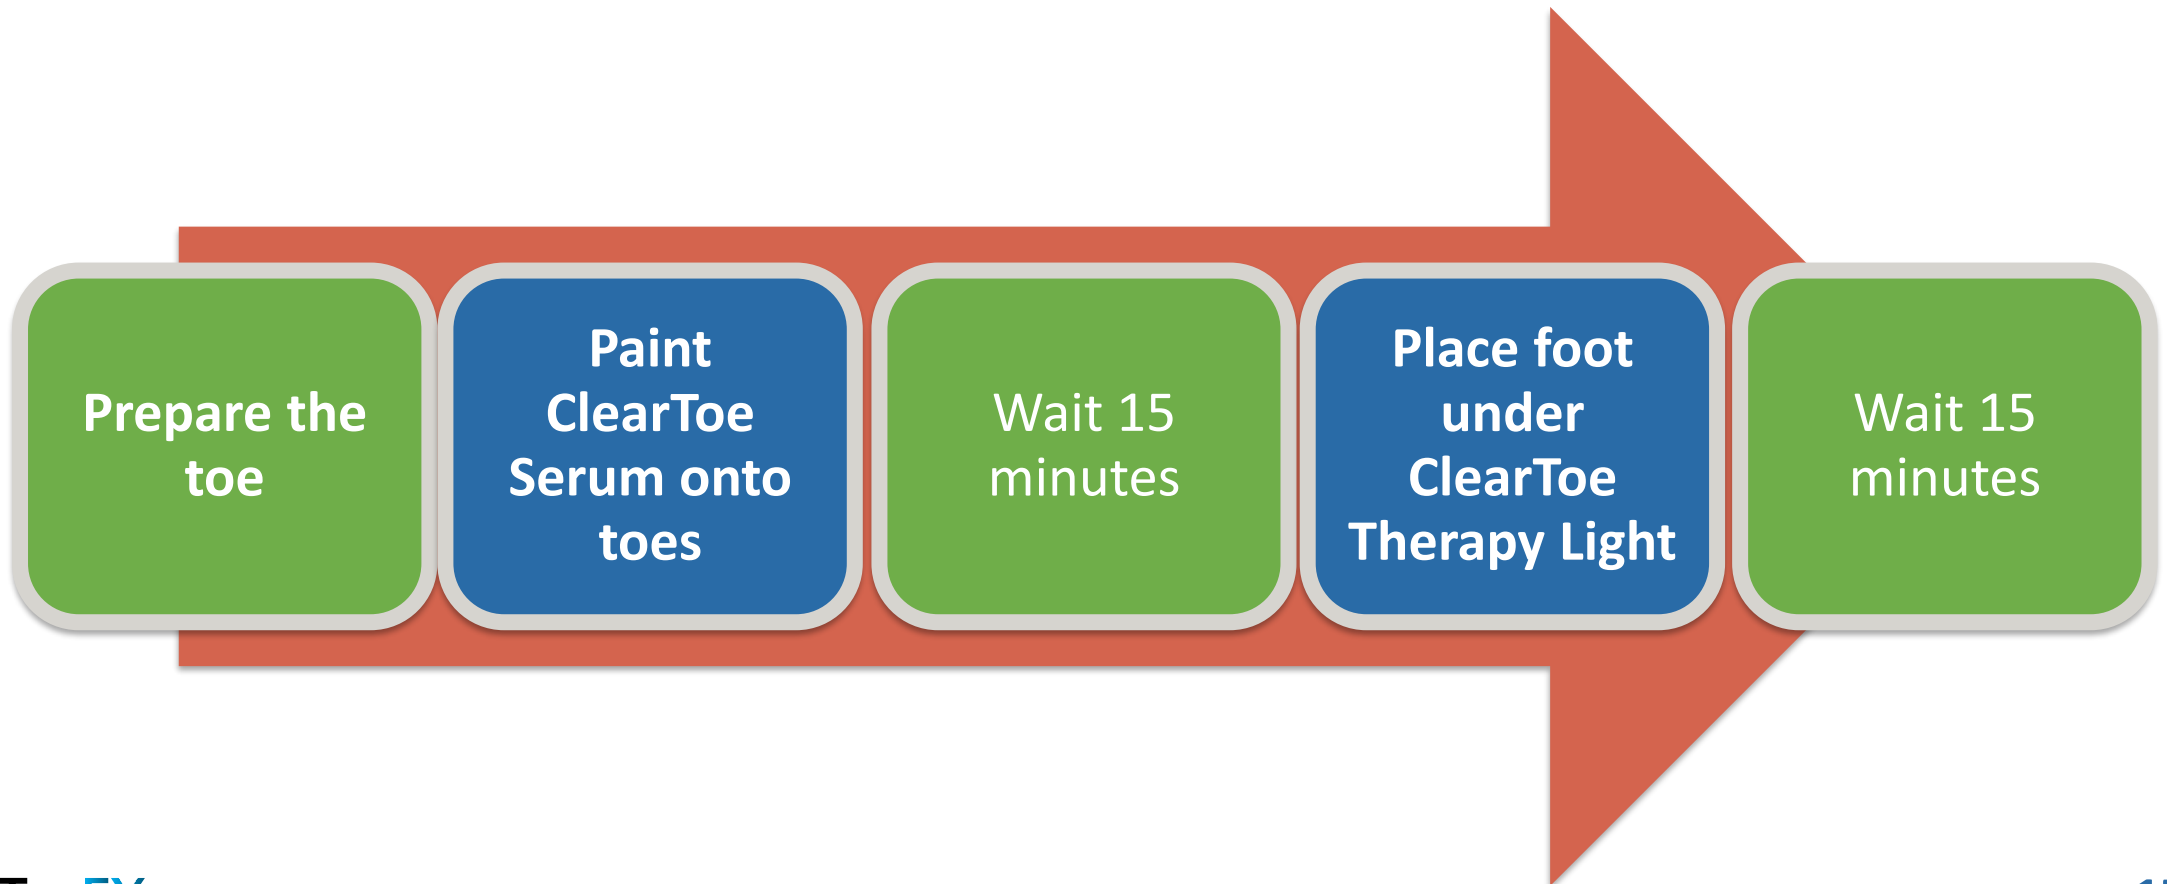 Prepare the
toe
Paint
ClearToe
Serum onto
toes
Wait 15
minutes
Place foot
under
ClearToe
Therapy Light
Wait 15
minutes